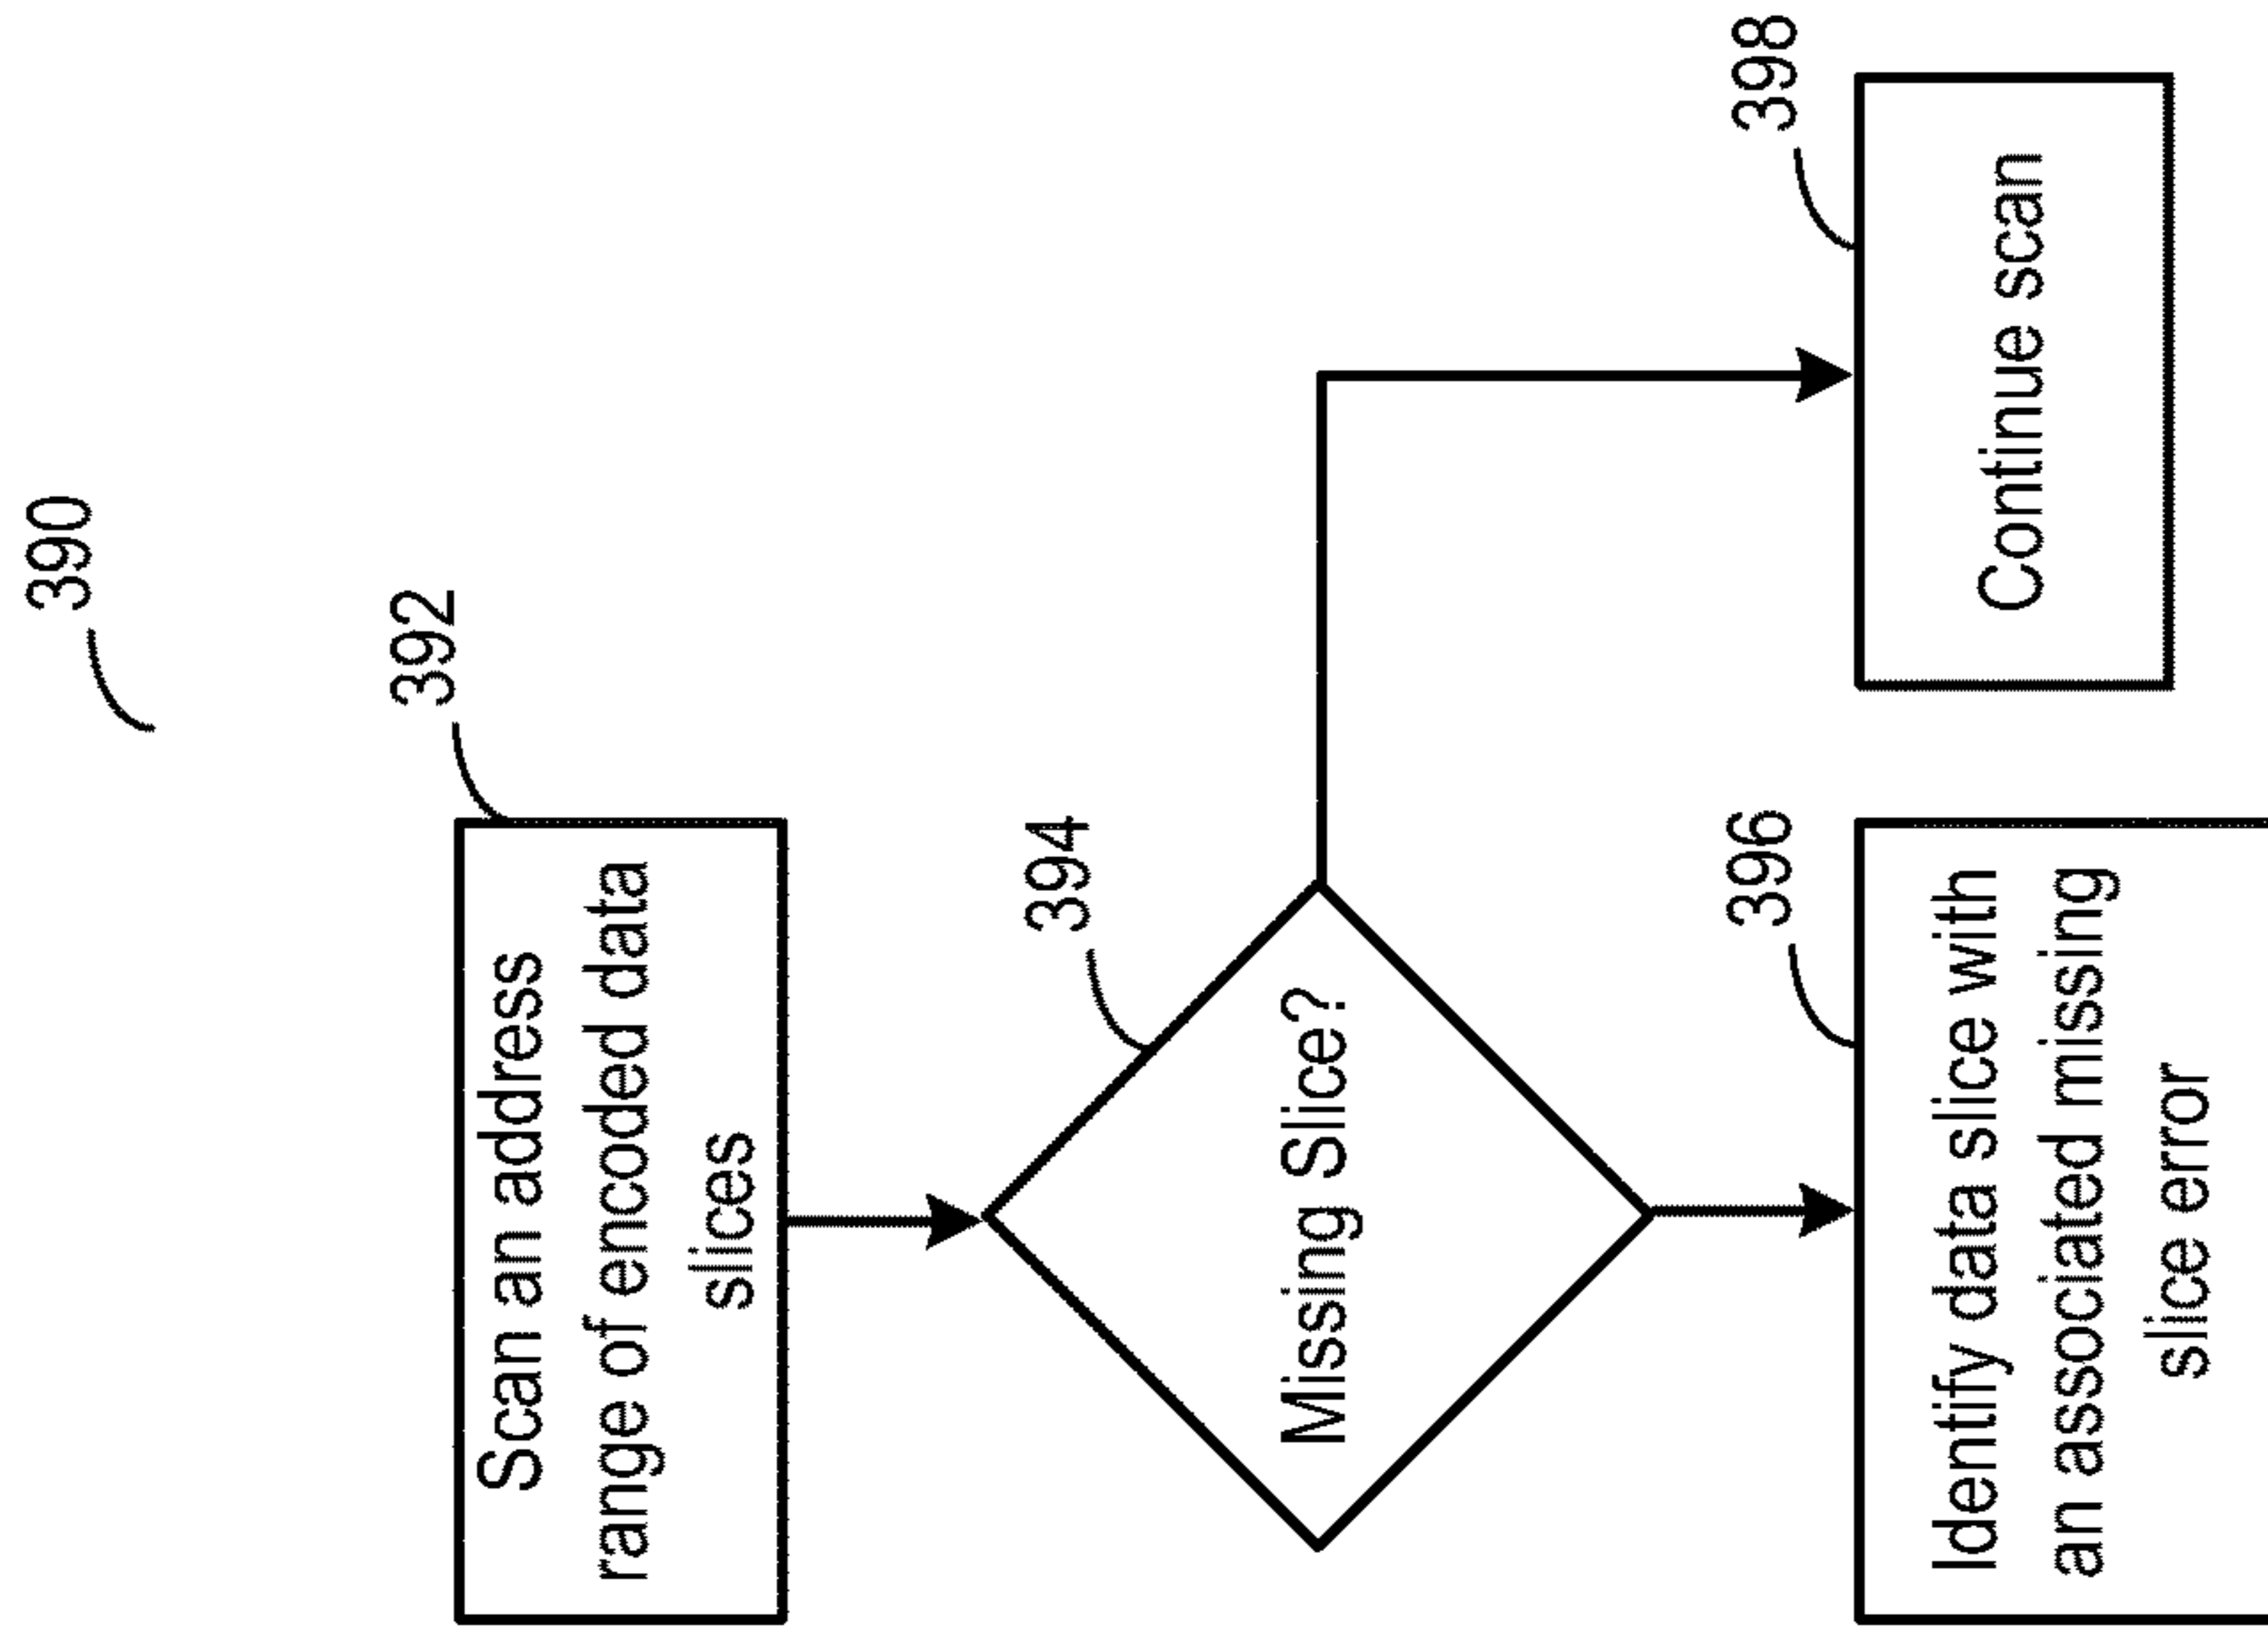 390
392
Scan an address
range of encoded data
slices
394
Missing Slice?
396
Identify data slice with
an associated missing
slice error
398
Continue scan